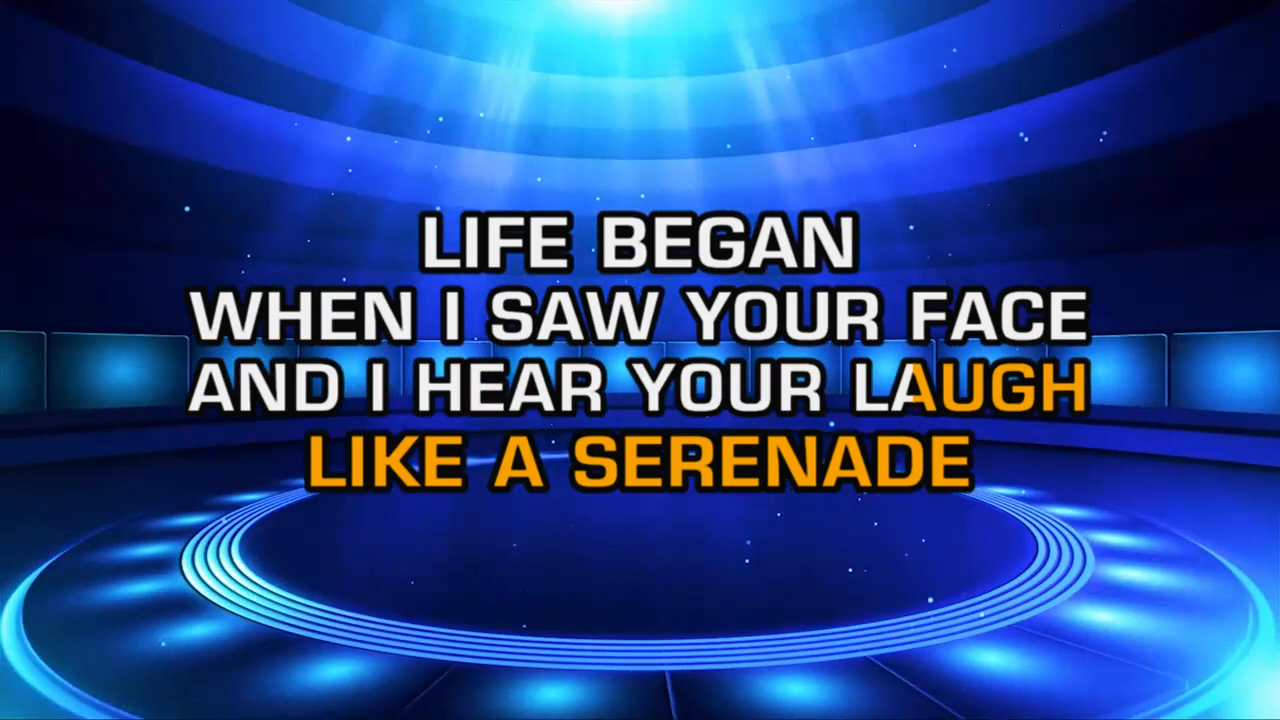 LIFE BEGAN
WHEN I SAW YOUR FACE
AND I HEAR YOUR LAUGH
LIKE A SERENADE